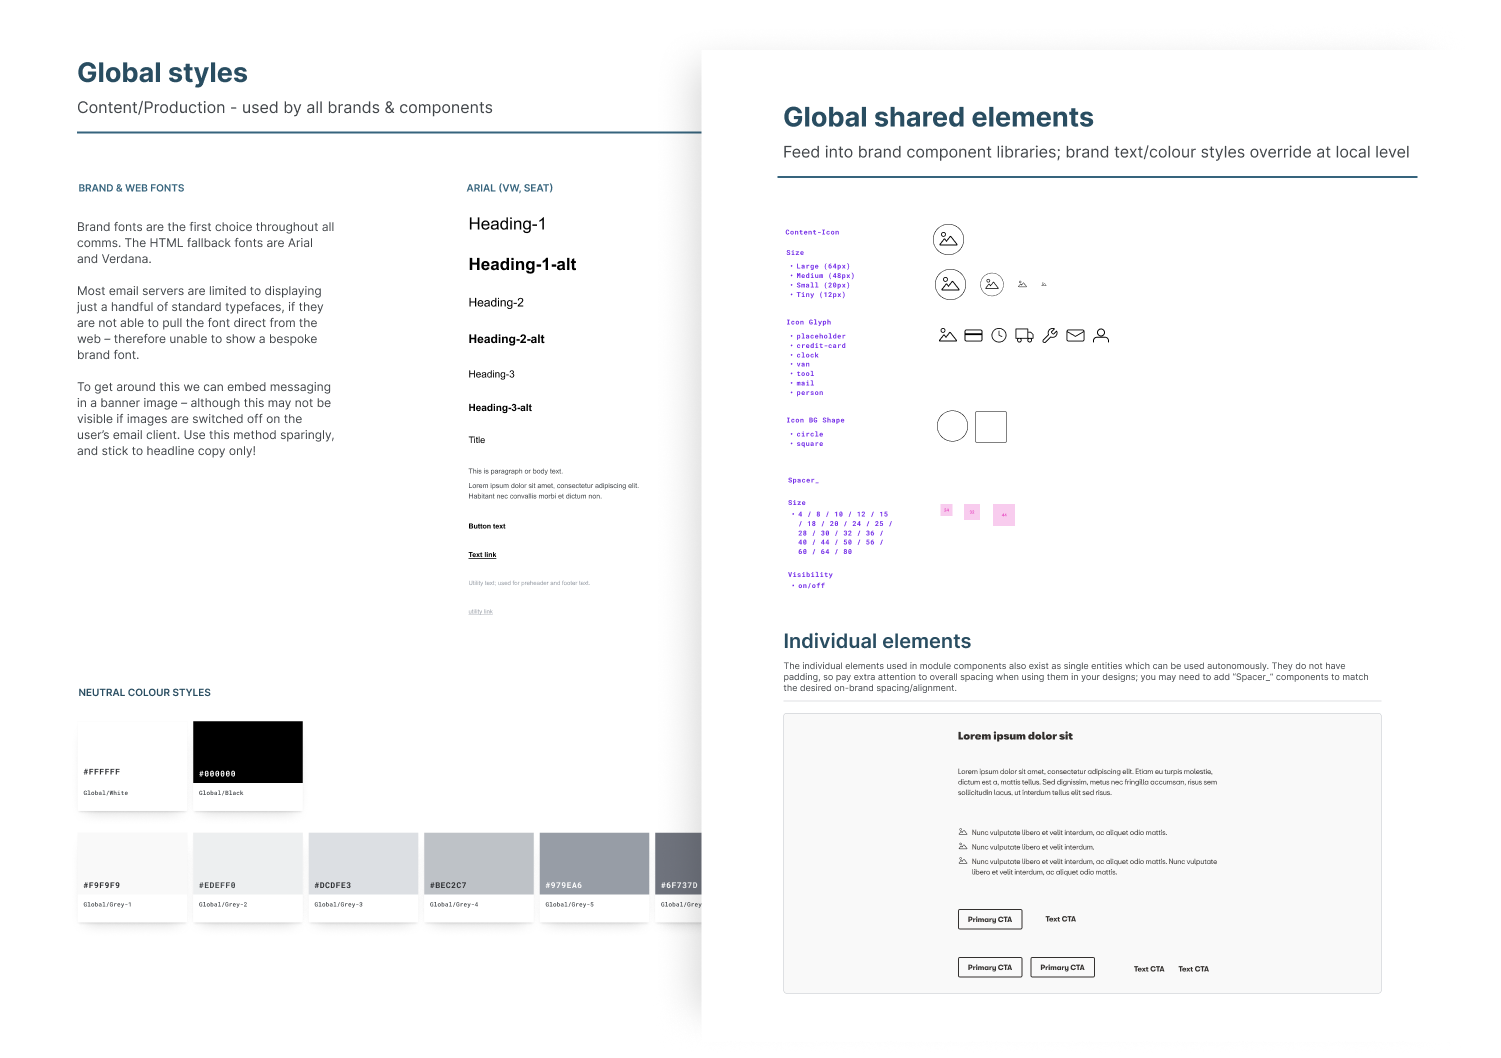 Global styles
Content/Production - used by all brands & components
BRAND & WEB FONTS
Brand fonts are the first choice throughout all
comms. The HTML fallback fonts are Arial
and Verdana.
Most email servers are limited to displaying
just a handful of standard typefaces, if they
are not able to pull the font direct from the
web – therefore unable to show a bespoke
brand font.
To get around this we can embed messaging
in a banner image – although this may not be
visible if images are switched off on the
user's email client. Use this method sparingly,
and stick to headline copy only!
ARIAL (VW, SEAT)
Heading-1
Heading-1-alt
Heading-2
Heading-2-alt
Heading-3
Heading-3-alt
Title
This is paragraph or body text.
Lorem ipsum dolor sit amet, consectetur adipiscing elit.
Habitant nec convallis morbi et dictum non.
Button text
Text link
Utility text: used for preheader and footer text.
utility link
NEUTRAL COLOUR STYLES
#FFFFFF
Global/White
#000000
Global/Black
#F9F9F9
Global/Grey-1
#EDEFF0
Global/Grey-2
#DCDFE3
Global/Grey-3
#BEC2C7
Global/Grey-4
#979EA6
Global/Grey-5
#6F737D
Global/Grey
Global shared elements
Feed into brand component libraries; brand text/colour styles override at local level
Content-Icon
Size
• Large (64px)
• Medium (48px)
• Small (20px)
• Tiny (12px)
Icon Glyph
• placeholder
• credit-card
• clock
• van
• tool
• mail
• person
Icon BG Shape
• circle
• square
Spacer_
Size
• 4 / 8 / 10 / 12 / 15
/ 18 / 20 / 24 / 25 /
28 / 30 / 32 / 36 /
40 / 44 / 50 / 56 /
60 / 64 / 80
Visibility
• on/off
Individual elements
The individual elements used in module components also exist as single entities which can be used autonomously. They do not have
padding, so pay extra attention to overall spacing when using them in your designs; you may need to add "Spacer_" components to match
the desired on-brand spacing/alignment.
Lorem ipsum dolor sit
Lorem ipsum dolor sit amet, consectetur adipiscing elit. Etiam eu turpis molestie,
dictum est a, mattis tellus. Sed dignissim, metus nec fringilla accumsan, risus sem
sollicitudin lacus, ut interdum tellus elit sed risus.
Nunc vulputate libero et velit interdum, ac aliquet odio mattis.
Nunc vulputate libero et velit interdum.
Nunc vulputate libero et velit interdum, ac aliquet odio mattis. Nunc vulputate
libero et velit interdum, ac aliquet odio mattis.
Primary CTA
Text CTA
Primary CTA
Primary CTA
Text CTA
Text CTA